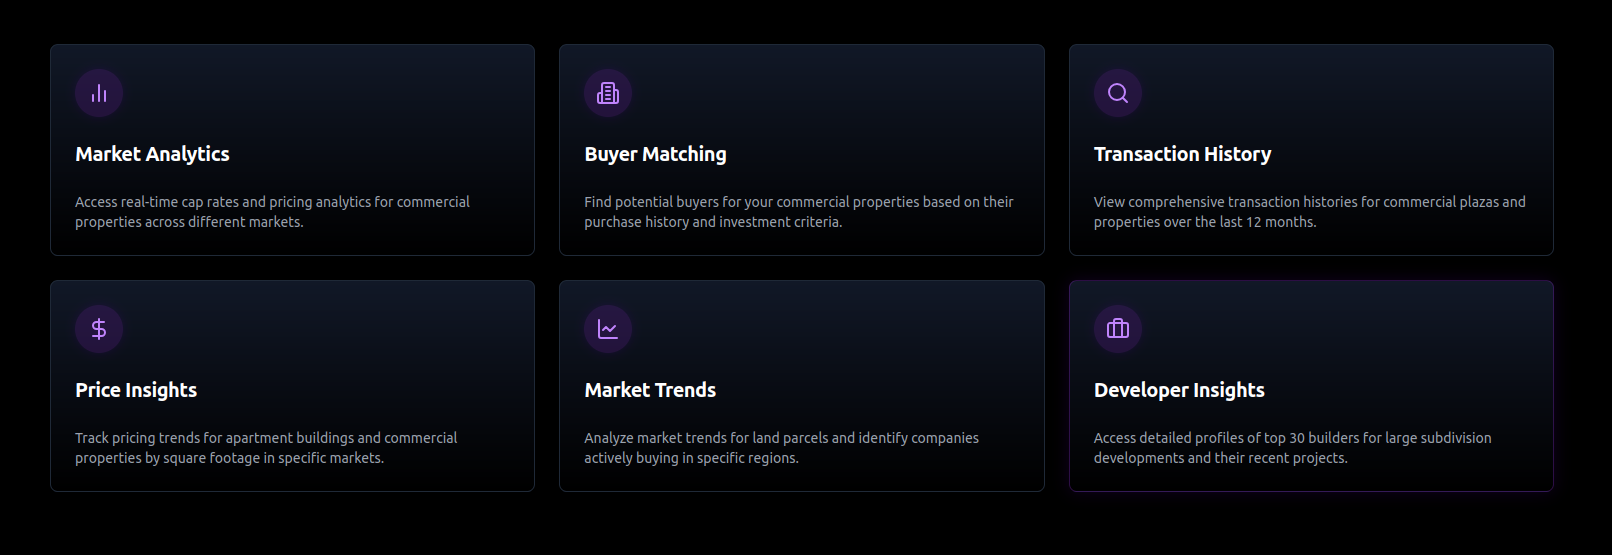 Market Analytics
Access real-time cap rates and pricing analytics for commercial
properties across different markets.
Buyer Matching
Find potential buyers for your commercial properties based on their
purchase history and investment criteria.
Transaction History
View comprehensive transaction histories for commercial plazas and
properties over the last 12 months.
Price Insights
Track pricing trends for apartment buildings and commercial
properties by square footage in specific markets.
Market Trends
Analyze market trends for land parcels and identify companies
actively buying in specific regions.
Developer Insights
Access detailed profiles of top 30 builders for large subdivision
developments and their recent projects.